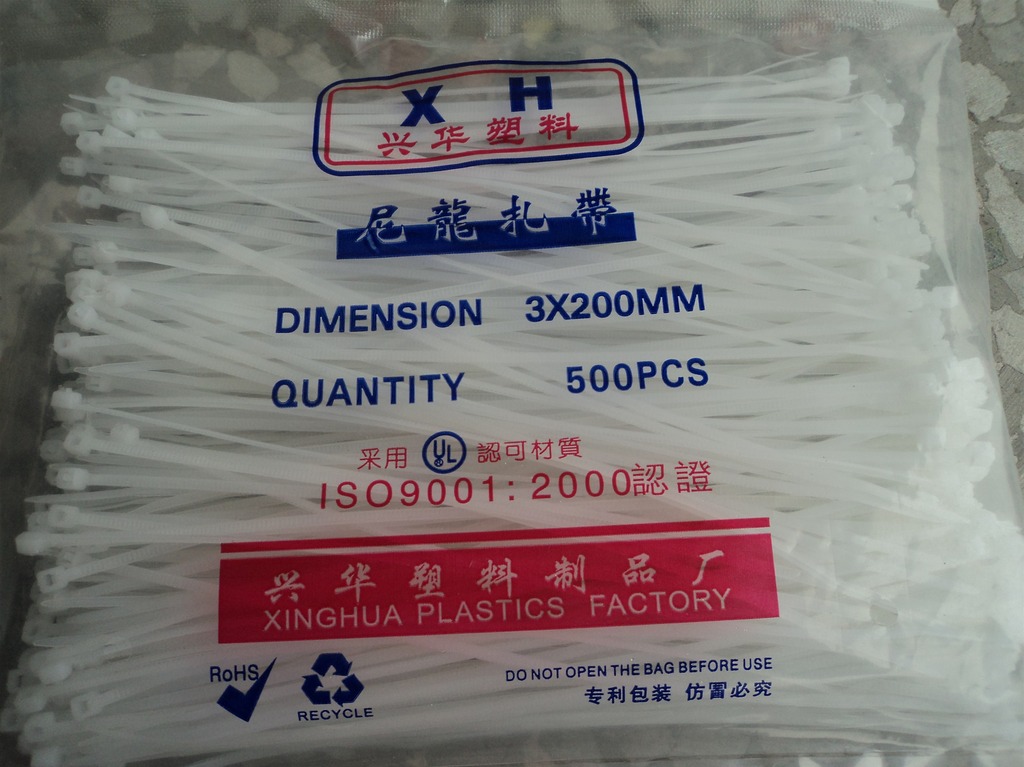 X H
兴华塑料
尼龍扎帶
DIMENSION 3X200MM
QUANTITY 500PCS
采用 UL 認可材質
ISO9001:2000認證
兴华塑料制品厂
XINGHUA PLASTICS FACTORY
RoHS
RECYCLE
DO NOT OPEN THE BAG BEFORE USE
专利包装 仿冒必究